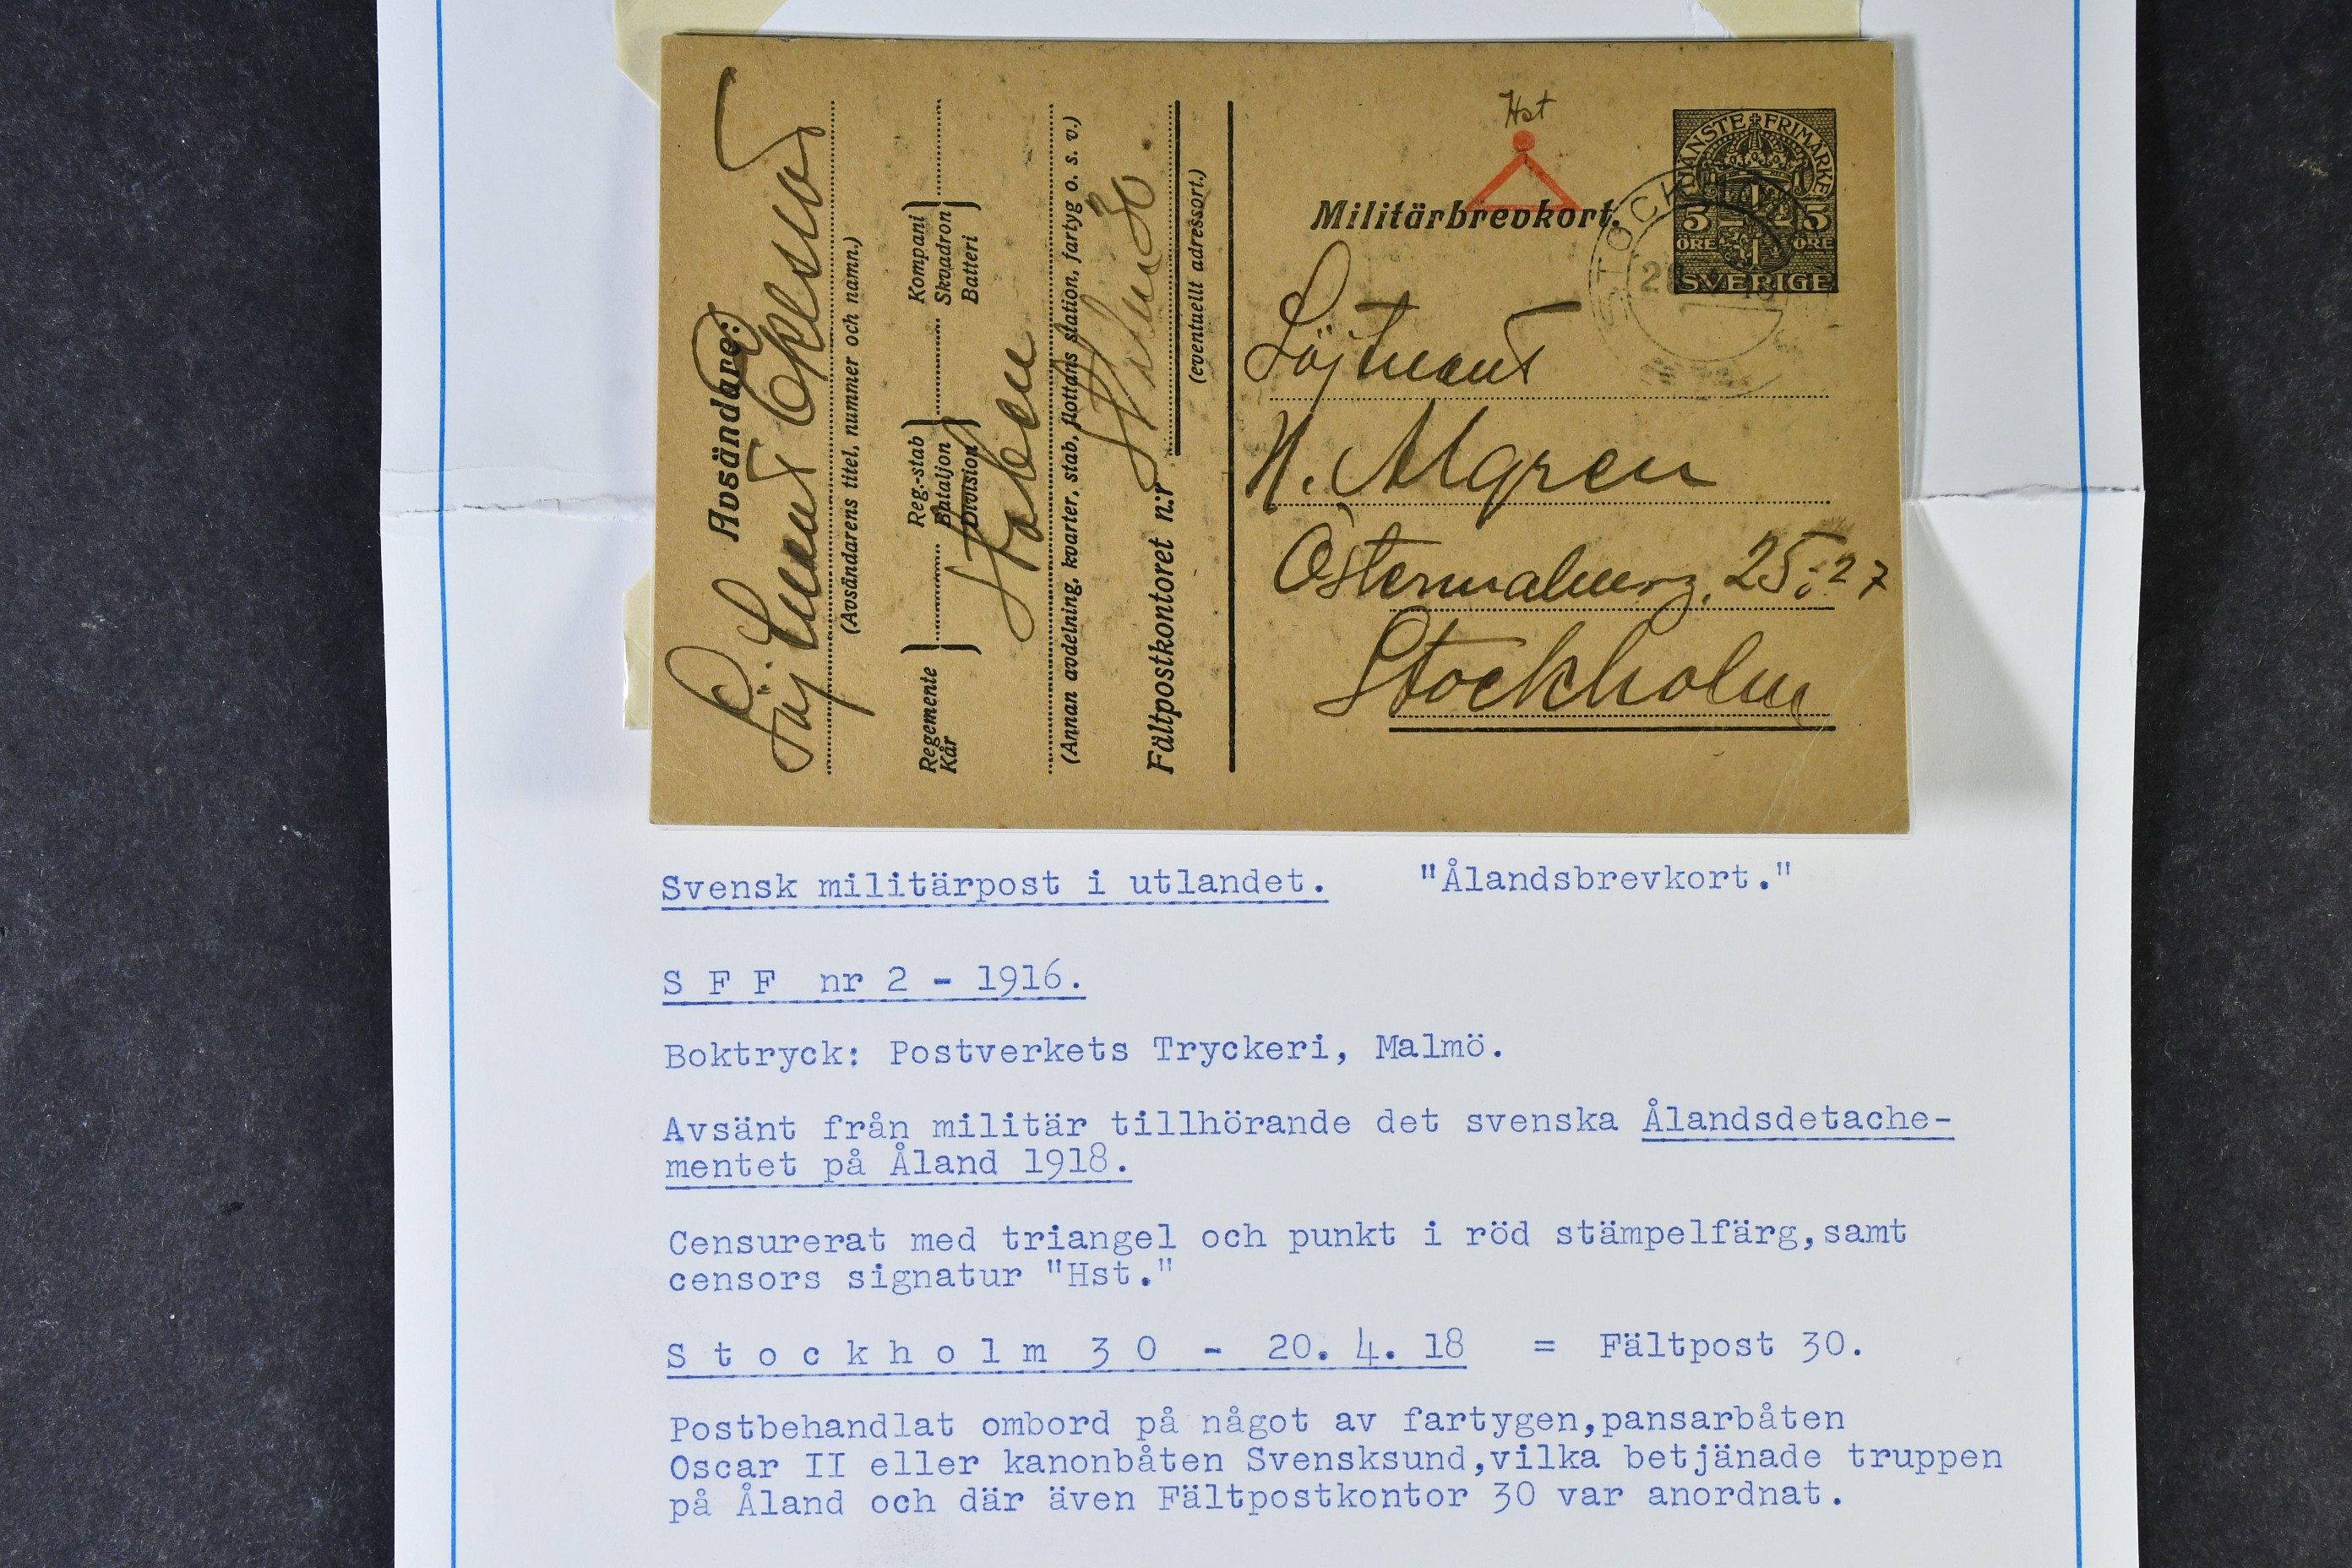 Avsändare:
Löjtnant Eklund
(Avsändarens titel, nummer och namn.)
Regemente
Kår
Reg.-stab
Bataljon
Division
Kompani
Skvadron
Batteri
Staben
(Annan avdelning, kvarter, stab, flottans station, fartyg o. s. v.)
Fältpostkontoret n:r 30.
(eventuellt adressort.)
Hst
Militärbrevkort.
TJÄNSTE FRIMÄRKE
5 5
ÖRE ÖRE
SVERIGE
STOCK
Löjtnant
N. Algren
Östermalmsg. 25; 27
Stockholm
Svensk militärpost i utlandet. "Ålandsbrevkort."
S F F nr 2 - 1916.
Boktryck: Postverkets Tryckeri, Malmö.
Avsänt från militär tillhörande det svenska Ålandsdetache-
mentet på Åland 1918.
Censurerat med triangel och punkt i röd stämpelfärg,samt
censors signatur "Hst."
S t o c k h o l m 3 0 - 20. 4. 18 = Fältpost 30.
Postbehandlat ombord på något av fartygen,pansarbåten
Oscar II eller kanonbåten Svensksund,vilka betjänade truppen
på Åland och där även Fältpostkontor 30 var anordnat.